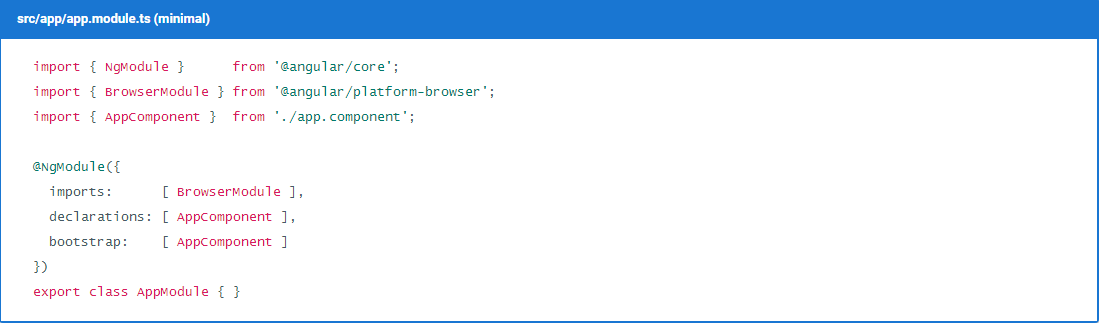 src/app/app.module.ts (minimal)
import { NgModule }      from '@angular/core';
import { BrowserModule } from '@angular/platform-browser';
import { AppComponent }  from './app.component';
@NgModule({
  imports:      [ BrowserModule ],
  declarations: [ AppComponent ],
  bootstrap:    [ AppComponent ]
})
export class AppModule { }